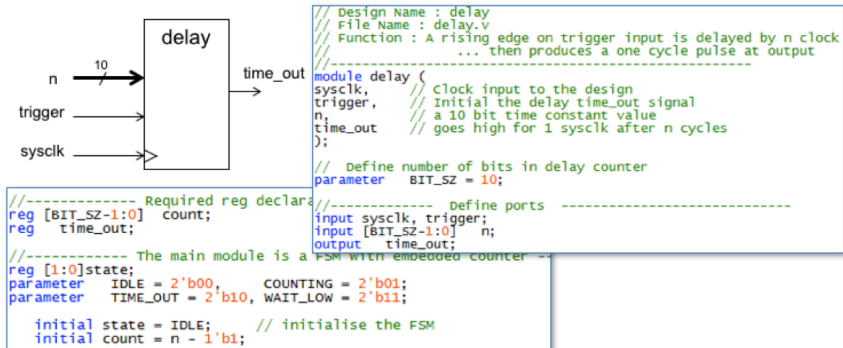 delay
10
n
trigger
sysclk
time_out
// Design Name : delay
// File Name : delay.v
// Function : A rising edge on trigger input is delayed by n clock
// ... then produces a one cycle pulse at output
//-------------------------------------------------------
module delay (
sysclk, // Clock input to the design
trigger, // Initial the delay time_out signal
n, // a 10 bit time constant value
time_out // goes high for 1 sysclk after n cycles
);
// Define number of bits in delay counter
parameter BIT_SZ = 10;
//------------- Define ports -----------------------------
input sysclk, trigger;
input [BIT_SZ-1:0] n;
output time_out;
//------------- Required reg declara
reg [BIT_SZ-1:0] count;
reg time_out;
//------------ The main module is a FSM with embedded counter --
reg [1:0]state;
parameter IDLE = 2'b00, COUNTING = 2'b01;
parameter TIME_OUT = 2'b10, WAIT_LOW = 2'b11;
initial state = IDLE; // initialise the FSM
initial count = n - 1'b1;